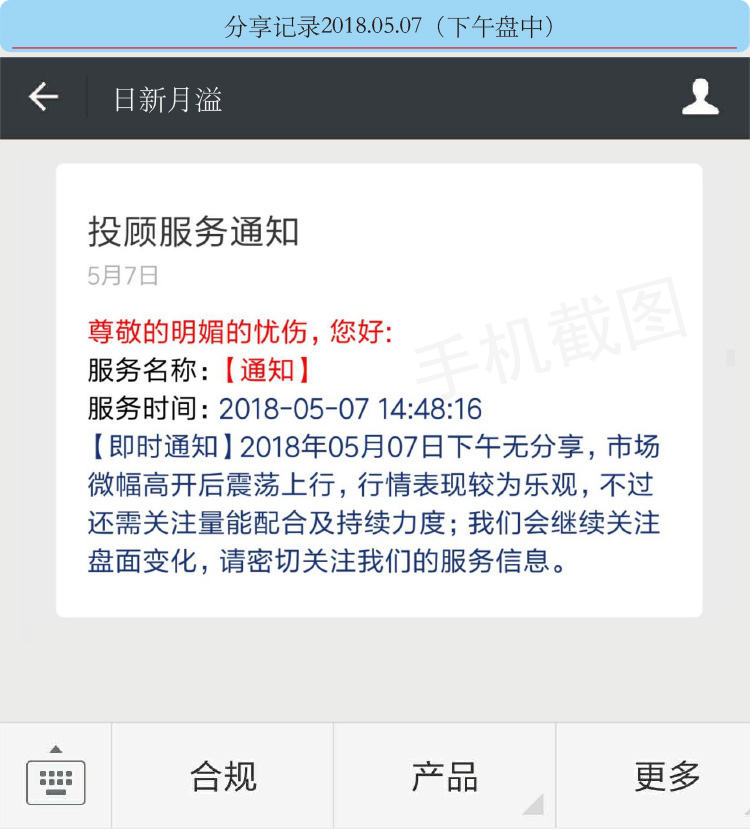 分享记录2018.05.07（下午盘中）
日新月溢
投顾服务通知
5月7日
尊敬的明媚的忧伤，您好:
服务名称：【通知】
服务时间：2018-05-07 14:48:16
【即时通知】2018年05月07日下午无分享，市场
微幅高开后震荡上行，行情表现较为乐观，不过
还需关注量能配合及持续力度；我们会继续关注
盘面变化，请密切关注我们的服务信息。
手机截图
合规
产品
更多